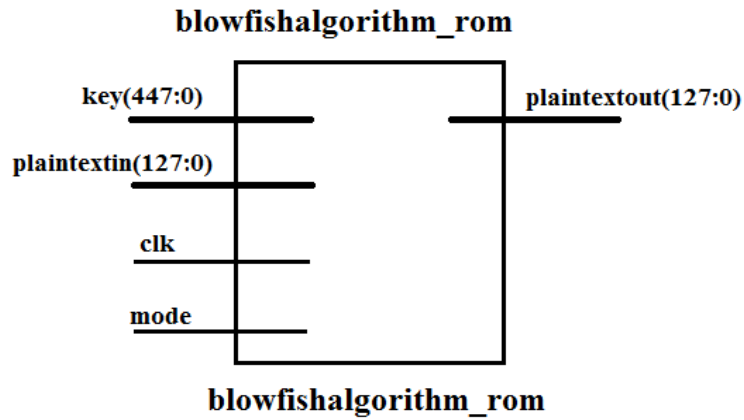 blowfishalgorithm_rom
key(447:0)
plaintextout(127:0)
plaintextin(127:0)
clk
mode
blowfishalgorithm_rom